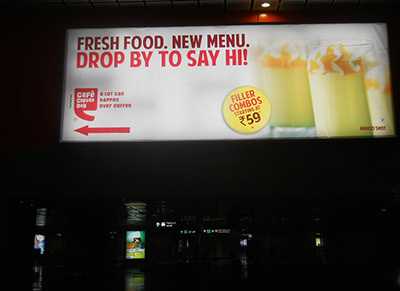 FRESH FOOD. NEW MENU.
DROP BY TO SAY HI!
Café
Coffee
Day
A LOT CAN
HAPPEN
OVER COFFEE
FILLER
COMBOS
STARTING AT
₹59
MANGO SHOT